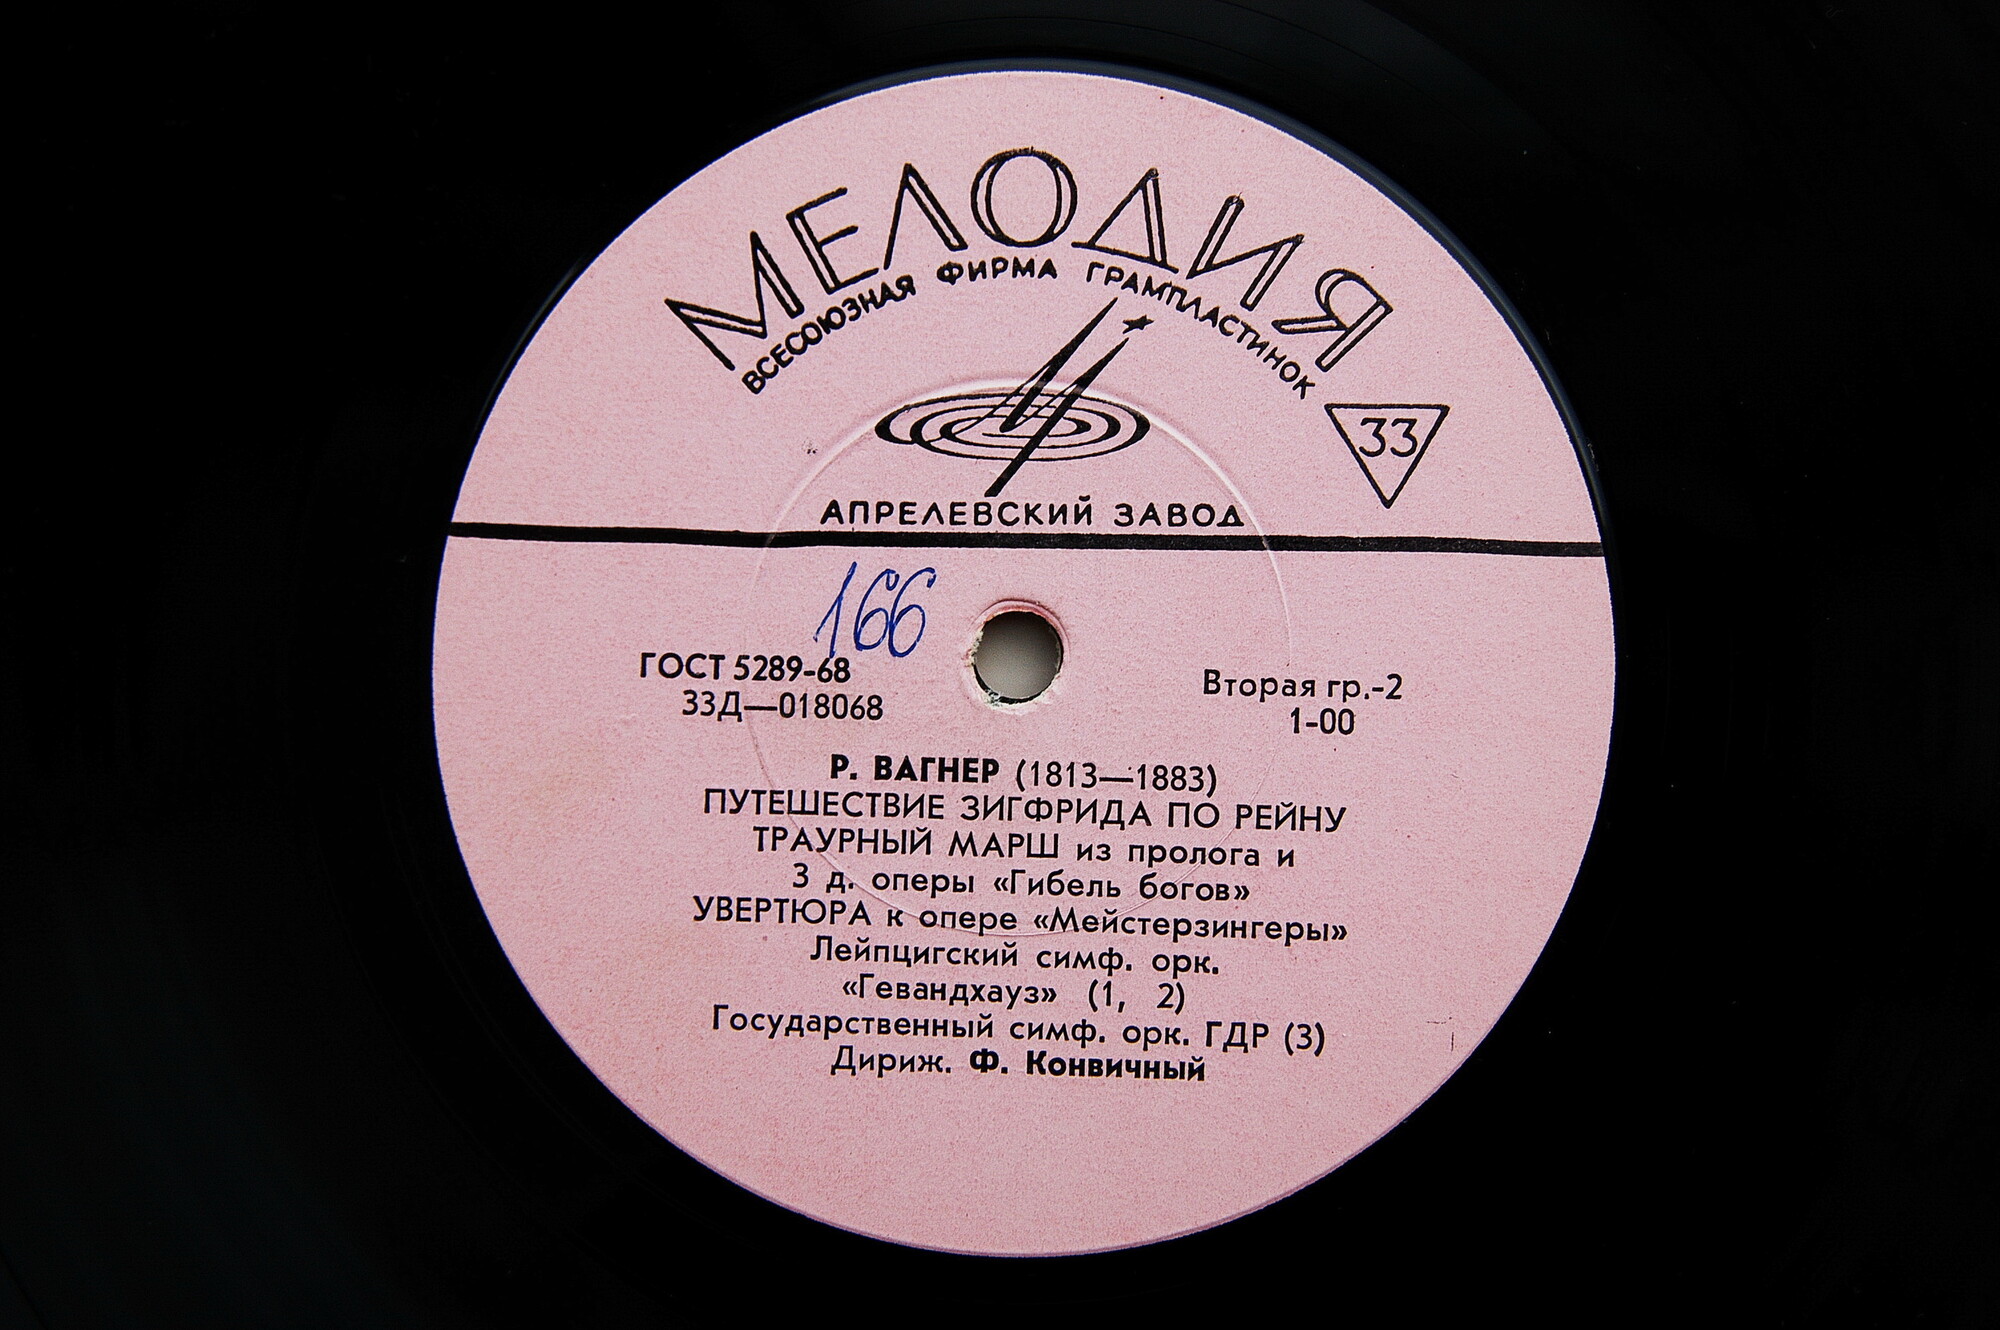 МЕЛОДИЯ
ВСЕСОЮЗНАЯ ФИРМА ГРАМПЛАСТИНОК
33
АПРЕЛЕВСКИЙ ЗАВОД
166
ГОСТ 5289-68
33Д—018068
Вторая гр.-2
1-00
Р. ВАГНЕР (1813—1883)
ПУТЕШЕСТВИЕ ЗИГФРИДА ПО РЕЙНУ
ТРАУРНЫЙ МАРШ из пролога и
3 д. оперы «Гибель богов»
УВЕРТЮРА к опере «Мейстерзингеры»
Лейпцигский симф. орк.
«Гевандхауз» (1, 2)
Государственный симф. орк. ГДР (3)
Дириж. Ф. Конвичный